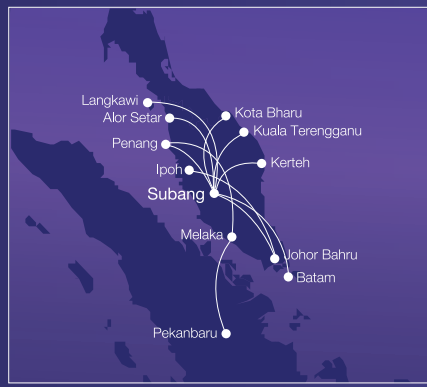 Langkawi
Alor Setar
Kota Bharu
Kuala Terengganu
Penang
Kerteh
Ipoh
Subang
Melaka
Johor Bahru
Batam
Pekanbaru